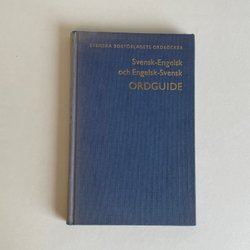 SVENSKA BOKFÖRLAGETS ORDBÖCKER
Svensk-Engelsk
och Engelsk-Svensk
ORDGUIDE